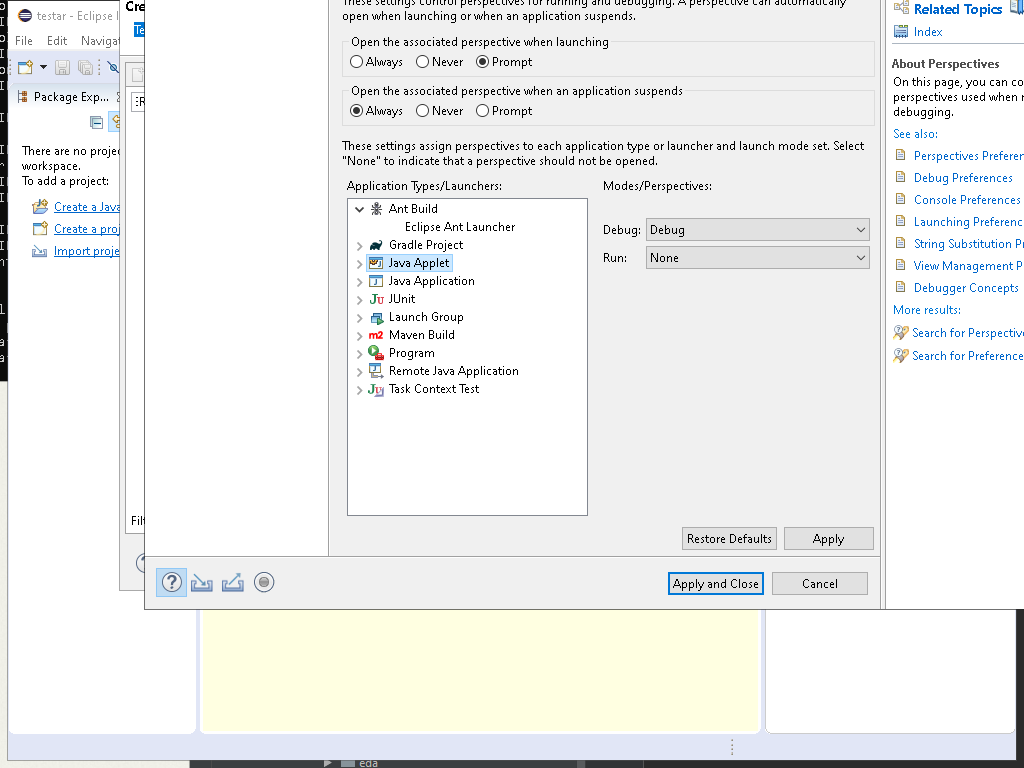 testar - Eclipse I
File Edit Navigat
Package Exp...
There are no proje
workspace.
To add a project:
Create a Java
Create a proj
Import proje
Cre
Te
Filt
These settings control perspectives for running and debugging. A perspective can automatically
open when launching or when an application suspends.
Open the associated perspective when launching
Always Never Prompt
Open the associated perspective when an application suspends
Always Never Prompt
These settings assign perspectives to each application type or launcher and launch mode set. Select
"None" to indicate that a perspective should not be opened.
Application Types/Launchers:
Modes/Perspectives:
Ant Build
Eclipse Ant Launcher
Gradle Project
Java Applet
Java Application
JUnit
Launch Group
Maven Build
Program
Remote Java Application
Task Context Test
Debug: Debug
Run: None
Restore Defaults Apply
Apply and Close Cancel
Related Topics
Index
About Perspectives
On this page, you can co
perspectives used when r
debugging.
See also:
Perspectives Preferen
Debug Preferences
Console Preferences
Launching Preferenc
String Substitution Pr
View Management P
Debugger Concepts
More results:
Search for Perspectiv
Search for Preference
eda